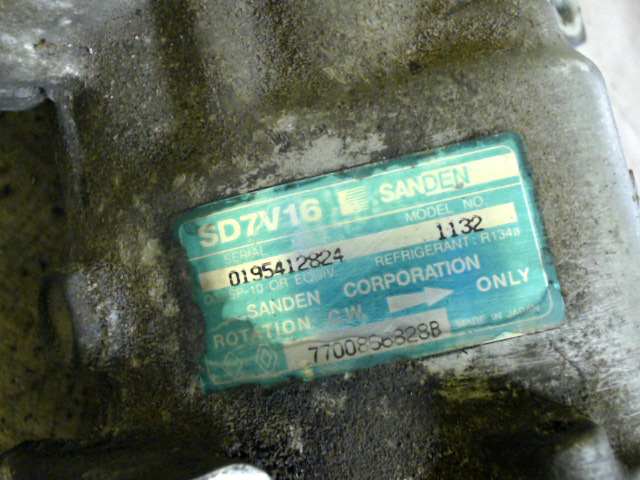 SD7V16 SANDEN
SERIAL MODEL NO
0195412824 1132
OIL SP-10 OR EQUIV. REFRIGERANT: R134a
SANDEN CORPORATION
ROTATION C.W. ONLY
MADE IN JAPAN